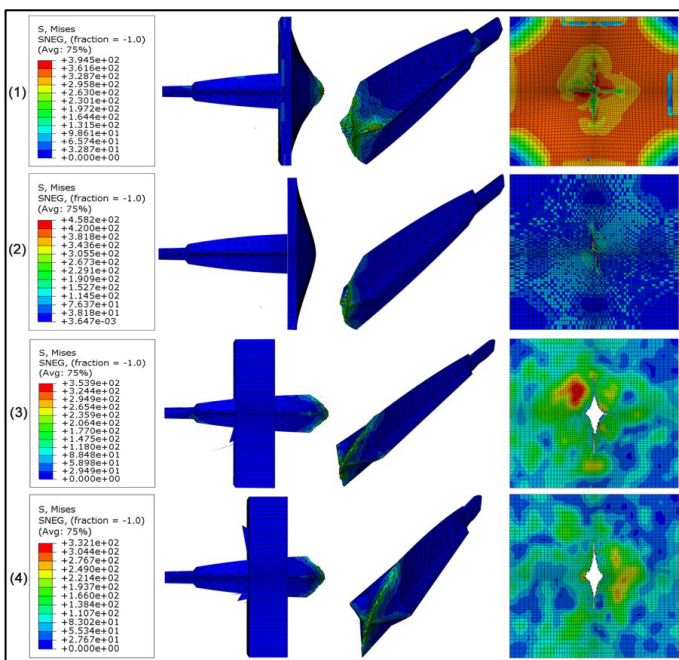 (1)
S, Mises
SNEG, (fraction = -1.0)
(Avg: 75%)
+3.945e+02
+3.616e+02
+3.287e+02
+2.958e+02
+2.630e+02
+2.301e+02
+1.972e+02
+1.644e+02
+1.315e+02
+9.861e+01
+6.574e+01
+3.287e+01
+0.000e+00
(2)
S, Mises
SNEG, (fraction = -1.0)
(Avg: 75%)
+4.582e+02
+4.200e+02
+3.818e+02
+3.436e+02
+3.055e+02
+2.673e+02
+2.291e+02
+1.909e+02
+1.527e+02
+1.145e+02
+7.637e+01
+3.818e+01
+3.647e-03
(3)
S, Mises
SNEG, (fraction = -1.0)
(Avg: 75%)
+3.539e+02
+3.244e+02
+2.949e+02
+2.654e+02
+2.359e+02
+2.064e+02
+1.770e+02
+1.475e+02
+1.180e+02
+8.848e+01
+5.898e+01
+2.949e+01
+0.000e+00
(4)
S, Mises
SNEG, (fraction = -1.0)
(Avg: 75%)
+3.321e+02
+3.044e+02
+2.767e+02
+2.490e+02
+2.214e+02
+1.937e+02
+1.660e+02
+1.384e+02
+1.107e+02
+8.302e+01
+5.534e+01
+2.767e+01
+0.000e+00